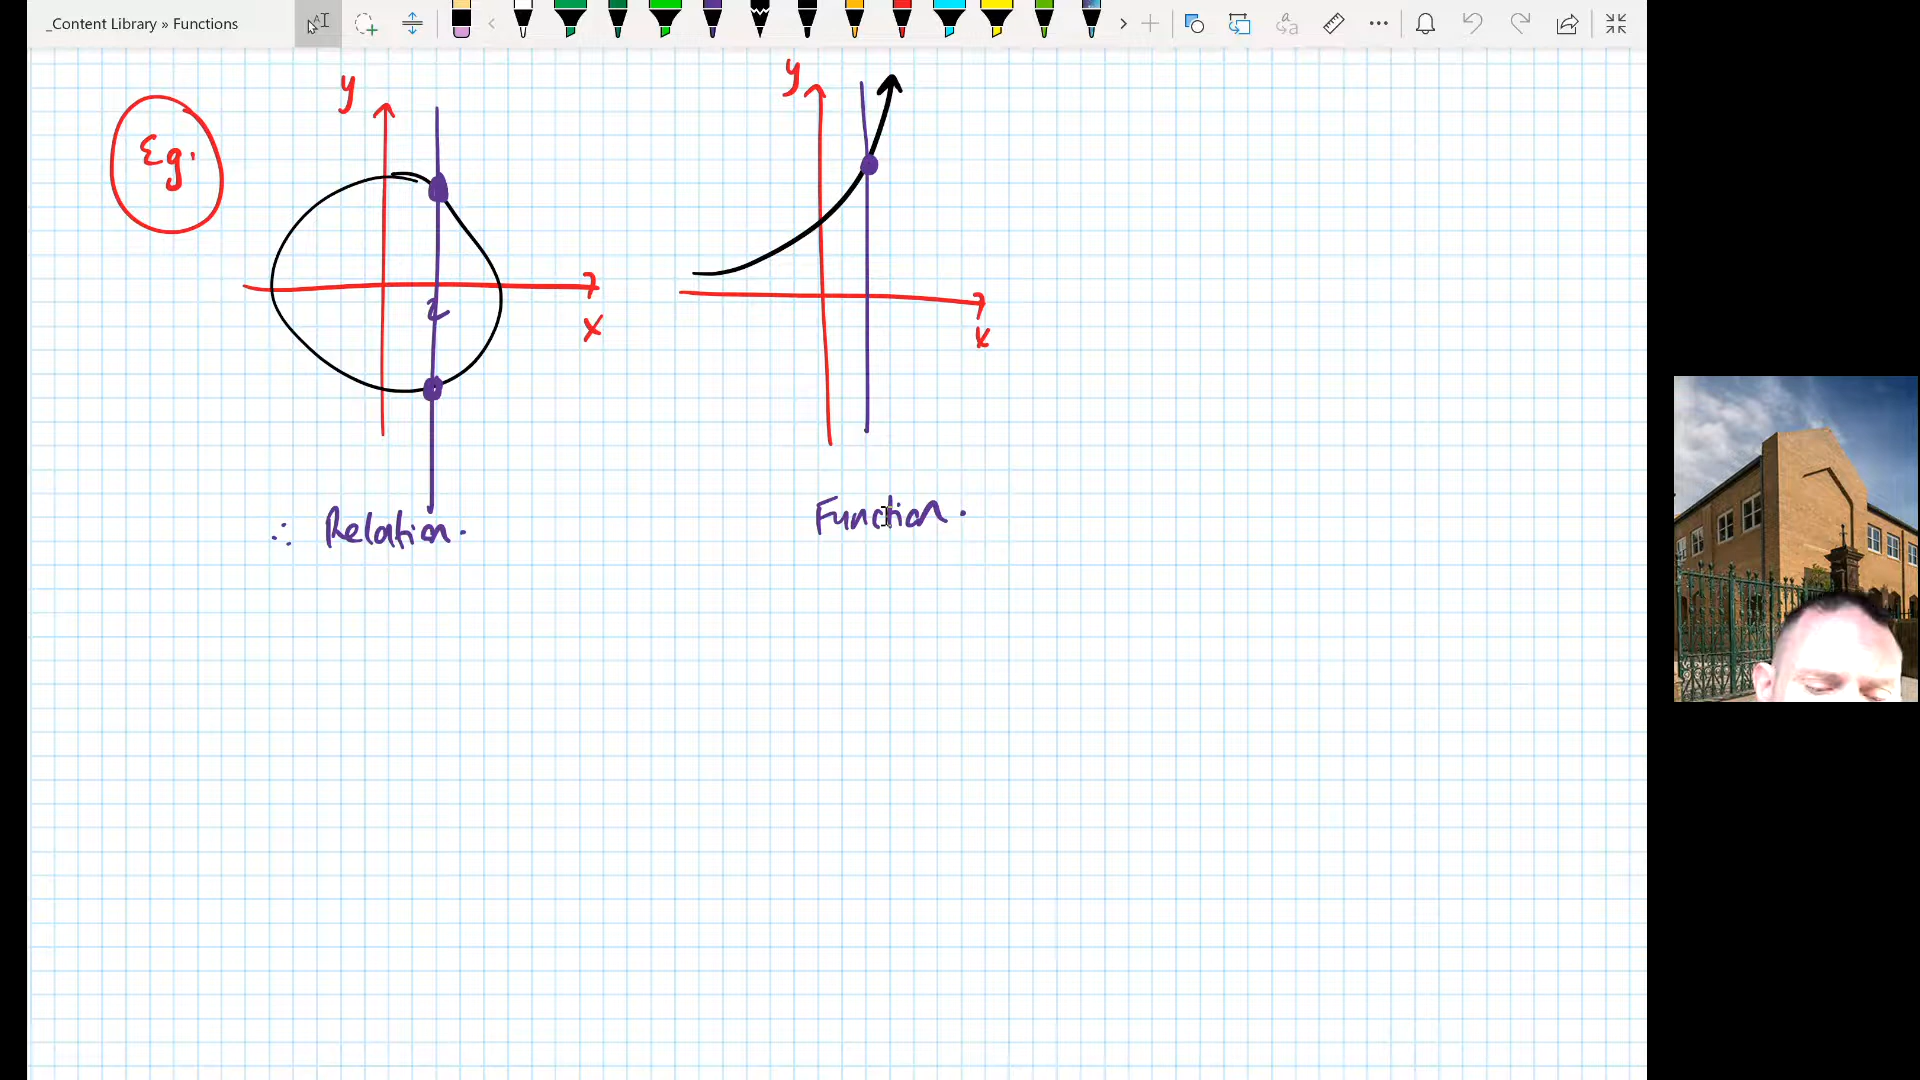 _Content Library » Functions
Eg.
y
x
y
x
∴ Relation.
Function.